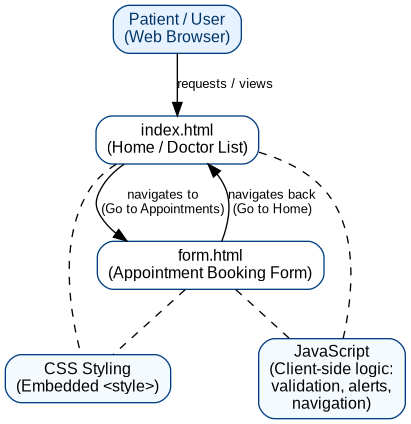 Patient / User
(Web Browser)
requests / views
index.html
(Home / Doctor List)
navigates to
(Go to Appointments)
navigates back
(Go to Home)
form.html
(Appointment Booking Form)
CSS Styling
(Embedded <style>)
JavaScript
(Client-side logic:
validation, alerts,
navigation)